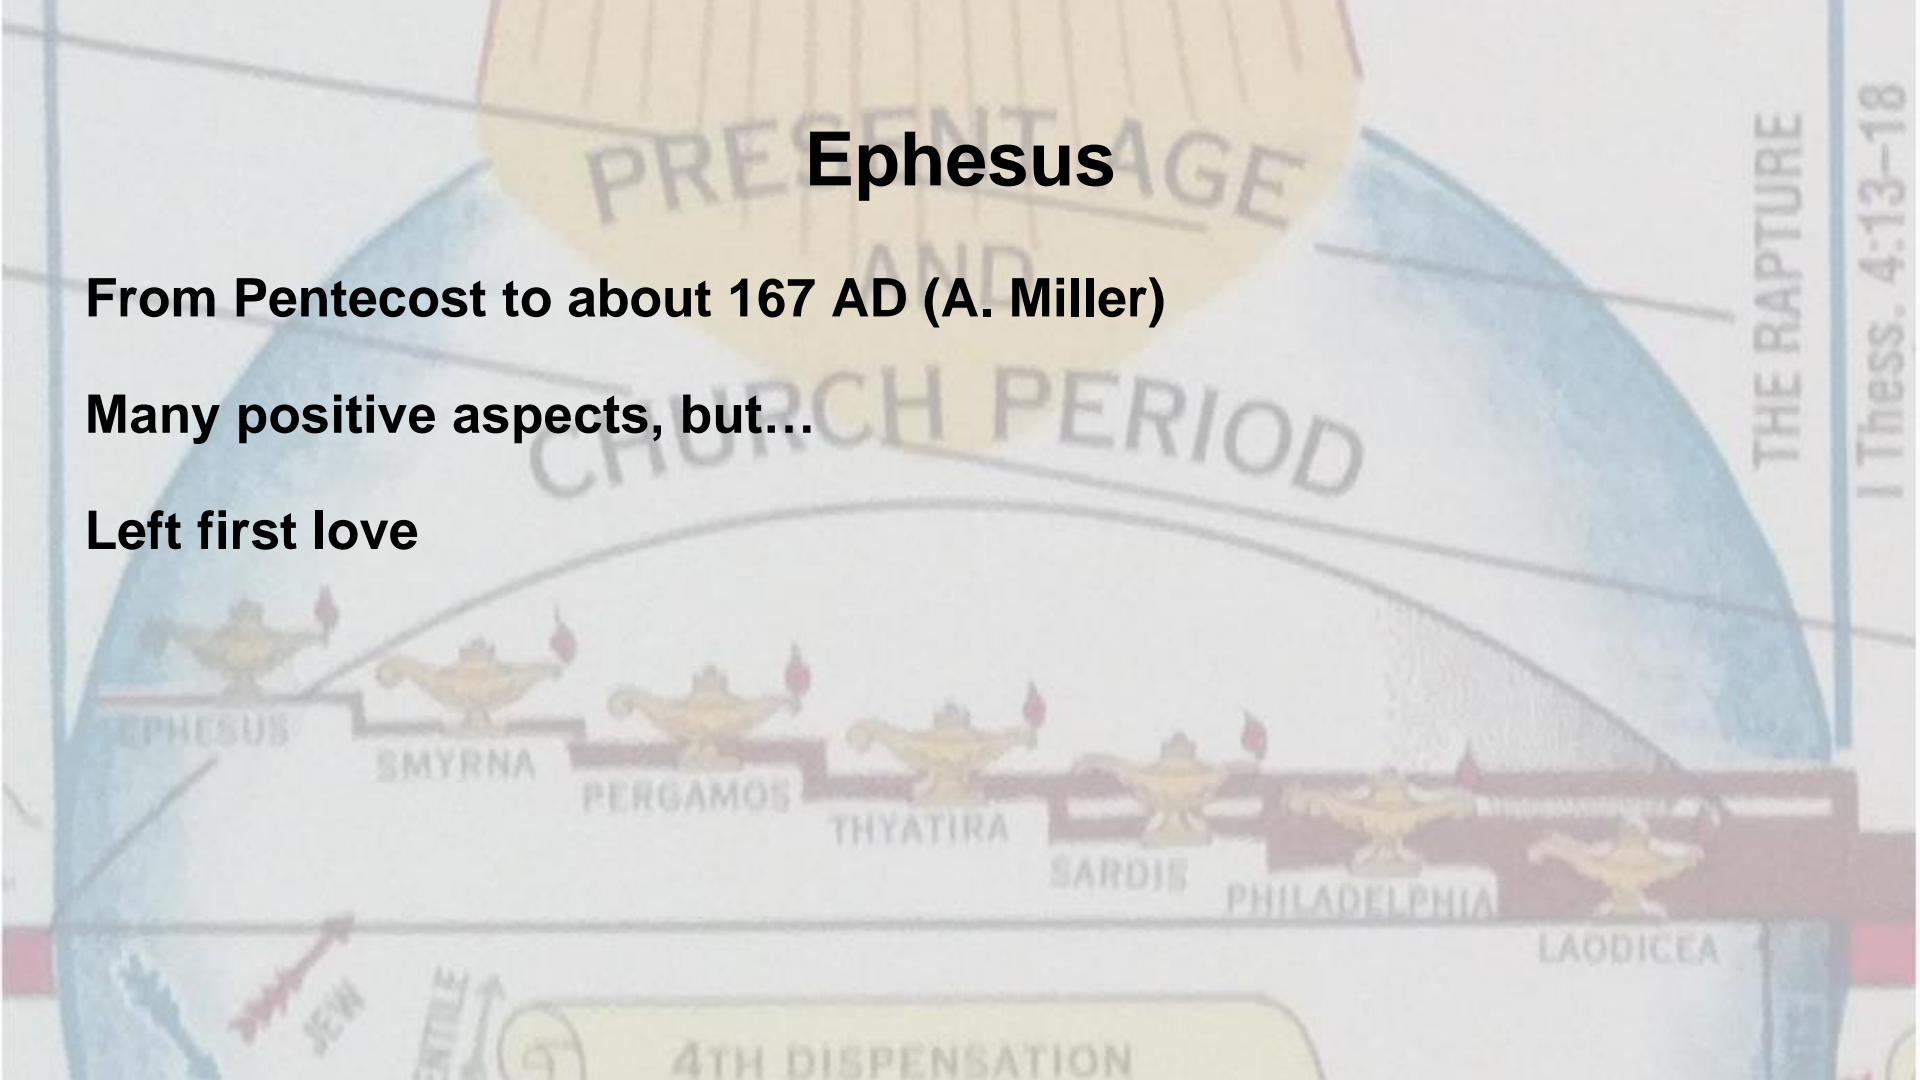 Ephesus
From Pentecost to about 167 AD (A. Miller)
Many positive aspects, but…
Left first love
PRESENT AGE
AND
CHURCH PERIOD
THE RAPTURE
I Thess. 4:13–18
EPHESUS
SMYRNA
PERGAMOS
THYATIRA
SARDIS
PHILADELPHIA
LAODICEA
JEW
4TH DISPENSATION